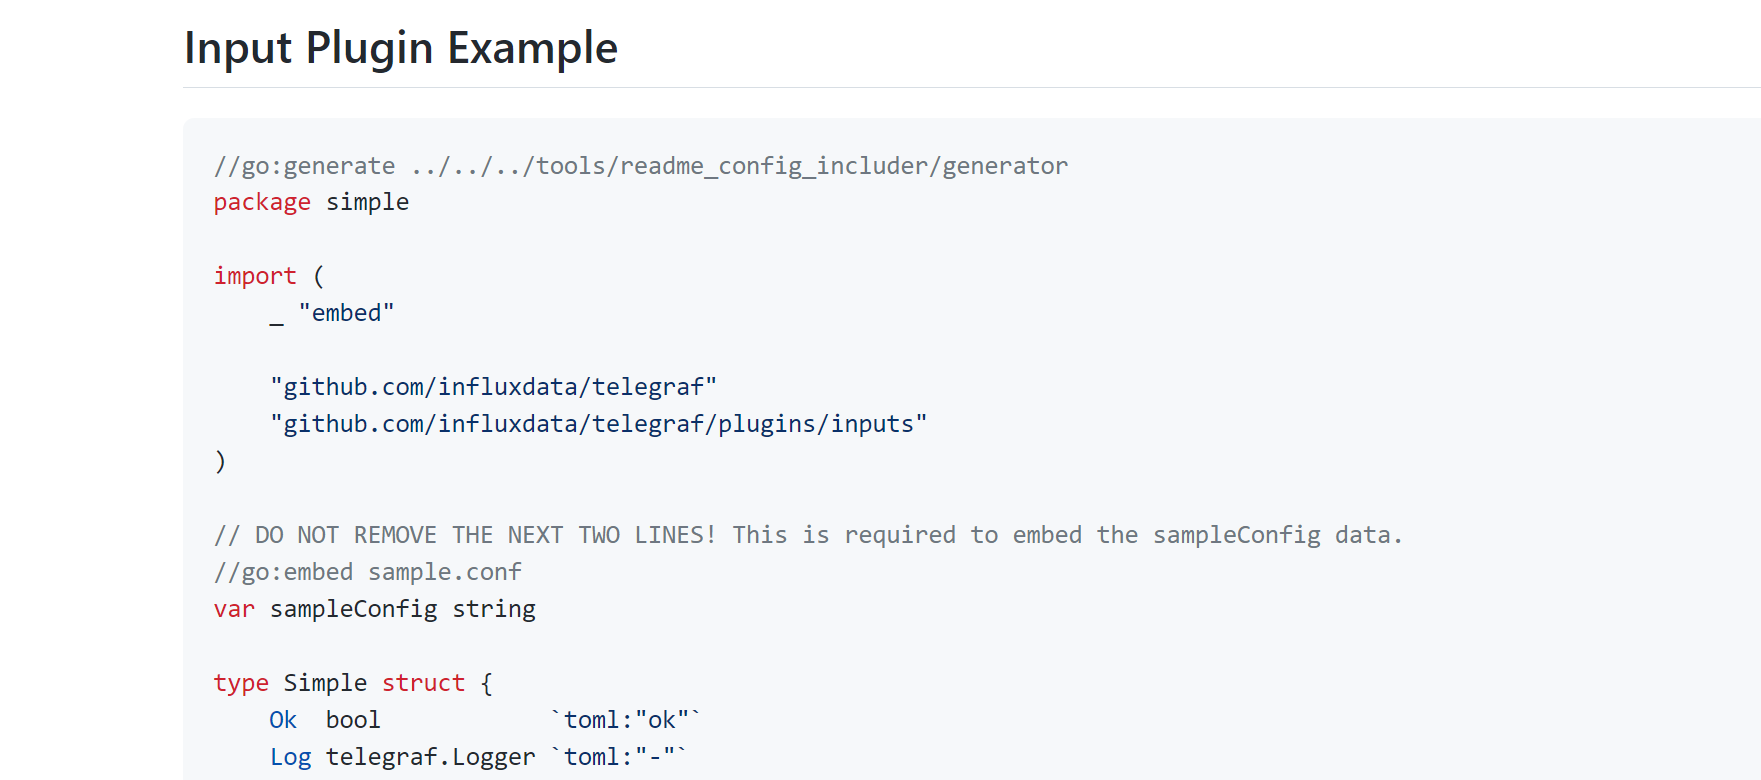 Input Plugin Example
//go:generate ../../../tools/readme_config_includer/generator
package simple
import (
_ "embed"
"github.com/influxdata/telegraf"
"github.com/influxdata/telegraf/plugins/inputs"
)
// DO NOT REMOVE THE NEXT TWO LINES! This is required to embed the sampleConfig data.
//go:embed sample.conf
var sampleConfig string
type Simple struct {
Ok  bool            `toml:"ok"`
Log telegraf.Logger `toml:"-"`